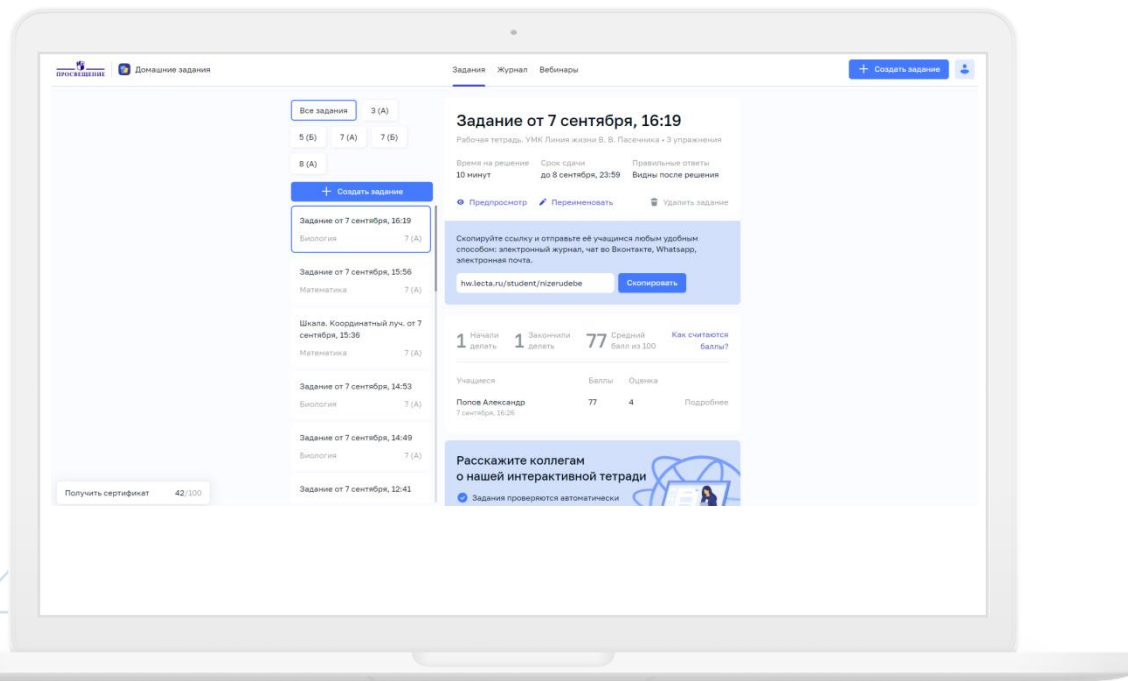 ПРОСВЕЩЕНИЕ
Домашние задания
Задания Журнал Вебинары
+ Создать задание
Все задания 3 (А)
5 (Б) 7 (А) 7 (Б)
8 (А)
+ Создать задание
Задание от 7 сентября, 16:19
Биология 7 (А)
Задание от 7 сентября, 15:56
Математика 7 (А)
Шкала. Координатный луч. от 7
сентября, 15:36
Математика 7 (А)
Задание от 7 сентября, 14:53
Биология 7 (А)
Задание от 7 сентября, 14:49
Биология 7 (А)
Задание от 7 сентября, 12:41
Получить сертификат 42/100
Задание от 7 сентября, 16:19
Рабочая тетрадь. УМК Линия жизни В. В. Пасечника • 3 упражнения
Время на решение Срок сдачи Правильные ответы
10 минут до 8 сентября, 23:59 Видны после решения
Предпросмотр Переименовать Удалить задание
Скопируйте ссылку и отправьте её учащимся любым удобным
способом: электронный журнал, чат во Вконтакте, Whatsapp,
электронная почта.
hw.lecta.ru/student/nizerudebe Скопировать
1 Начали делать 1 Закончили делать 77 Средний балл из 100 Как считаются баллы?
Учащиеся Баллы Оценка
Попов Александр 77 4 Подробнее
7 сентября, 16:26
Расскажите коллегам
о нашей интерактивной тетради
Задания проверяются автоматически